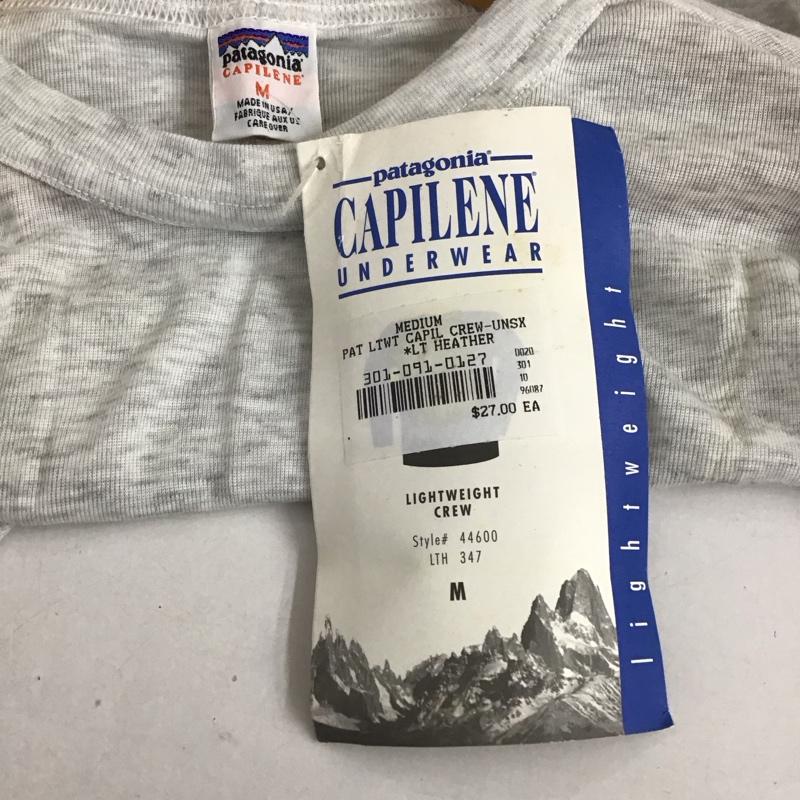 patagonia®
CAPILENE®
M
MADE IN USA/
FABRIQUE AUX US
CARE OVER
patagonia®
CAPILENE®
UNDERWEAR
MEDIUM
PAT LTWT CAPIL CREW-UNSX
*LT HEATHER
301-091-0127
0020
301
10
96087
$27.00 EA
LIGHTWEIGHT
CREW
Style# 44600
LTH 347
M
lightweight